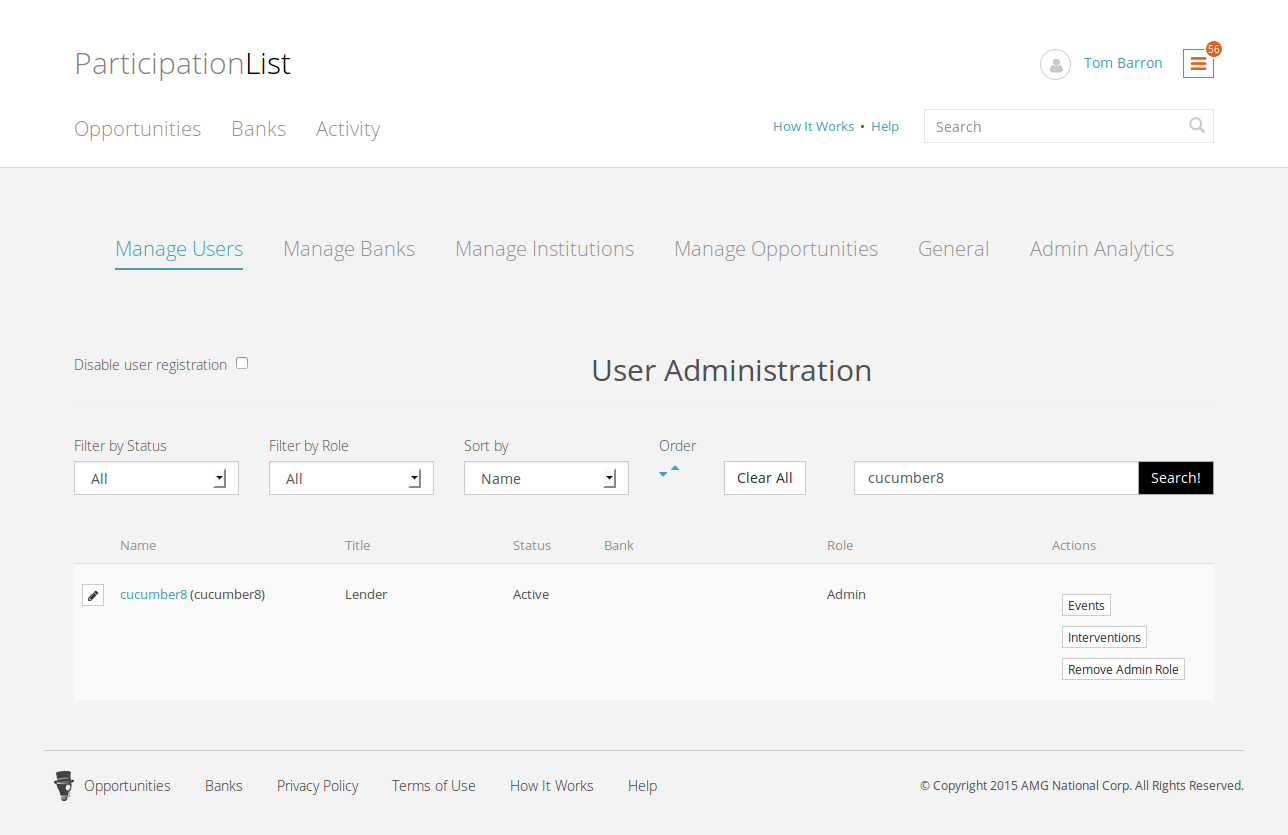 ParticipationList
Tom Barron
56
Opportunities Banks Activity
How It Works • Help
Search
Manage Users Manage Banks Manage Institutions Manage Opportunities General Admin Analytics
Disable user registration
User Administration
Filter by Status Filter by Role Sort by Order
All All Name Clear All cucumber8 Search!
Name Title Status Bank Role Actions
cucumber8 (cucumber8) Lender Active Admin
Events
Interventions
Remove Admin Role
Opportunities Banks Privacy Policy Terms of Use How It Works Help © Copyright 2015 AMG National Corp. All Rights Reserved.